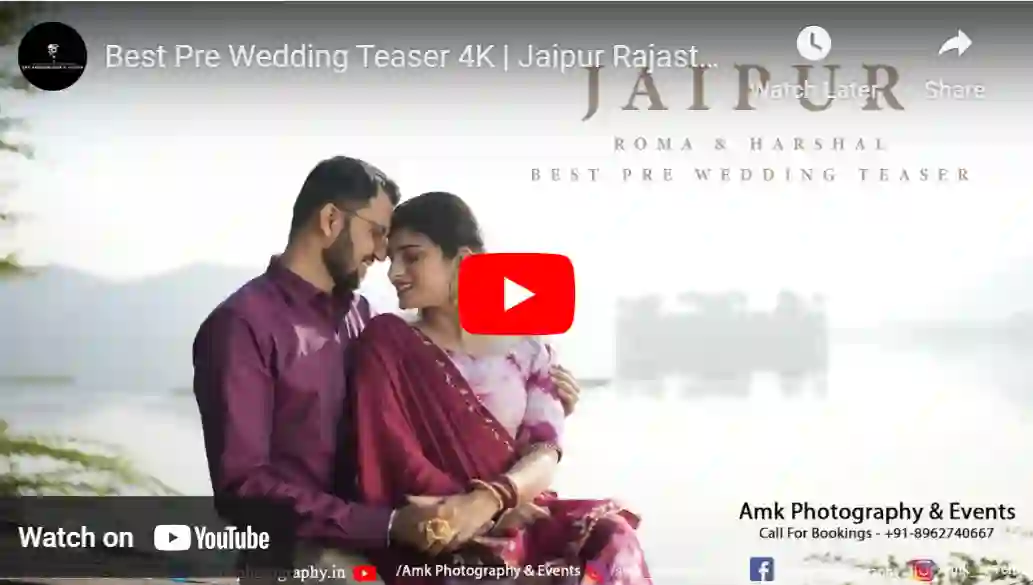 Best Pre Wedding Teaser 4K | Jaipur Rajast...
Watch Later
Share
JAIPUR
ROMA & HARSHAL
BEST PRE WEDDING TEASER
Amk Photography & Events
Call For Bookings - +91-8962740667
Watch on YouTube
/Amk Photography & Events